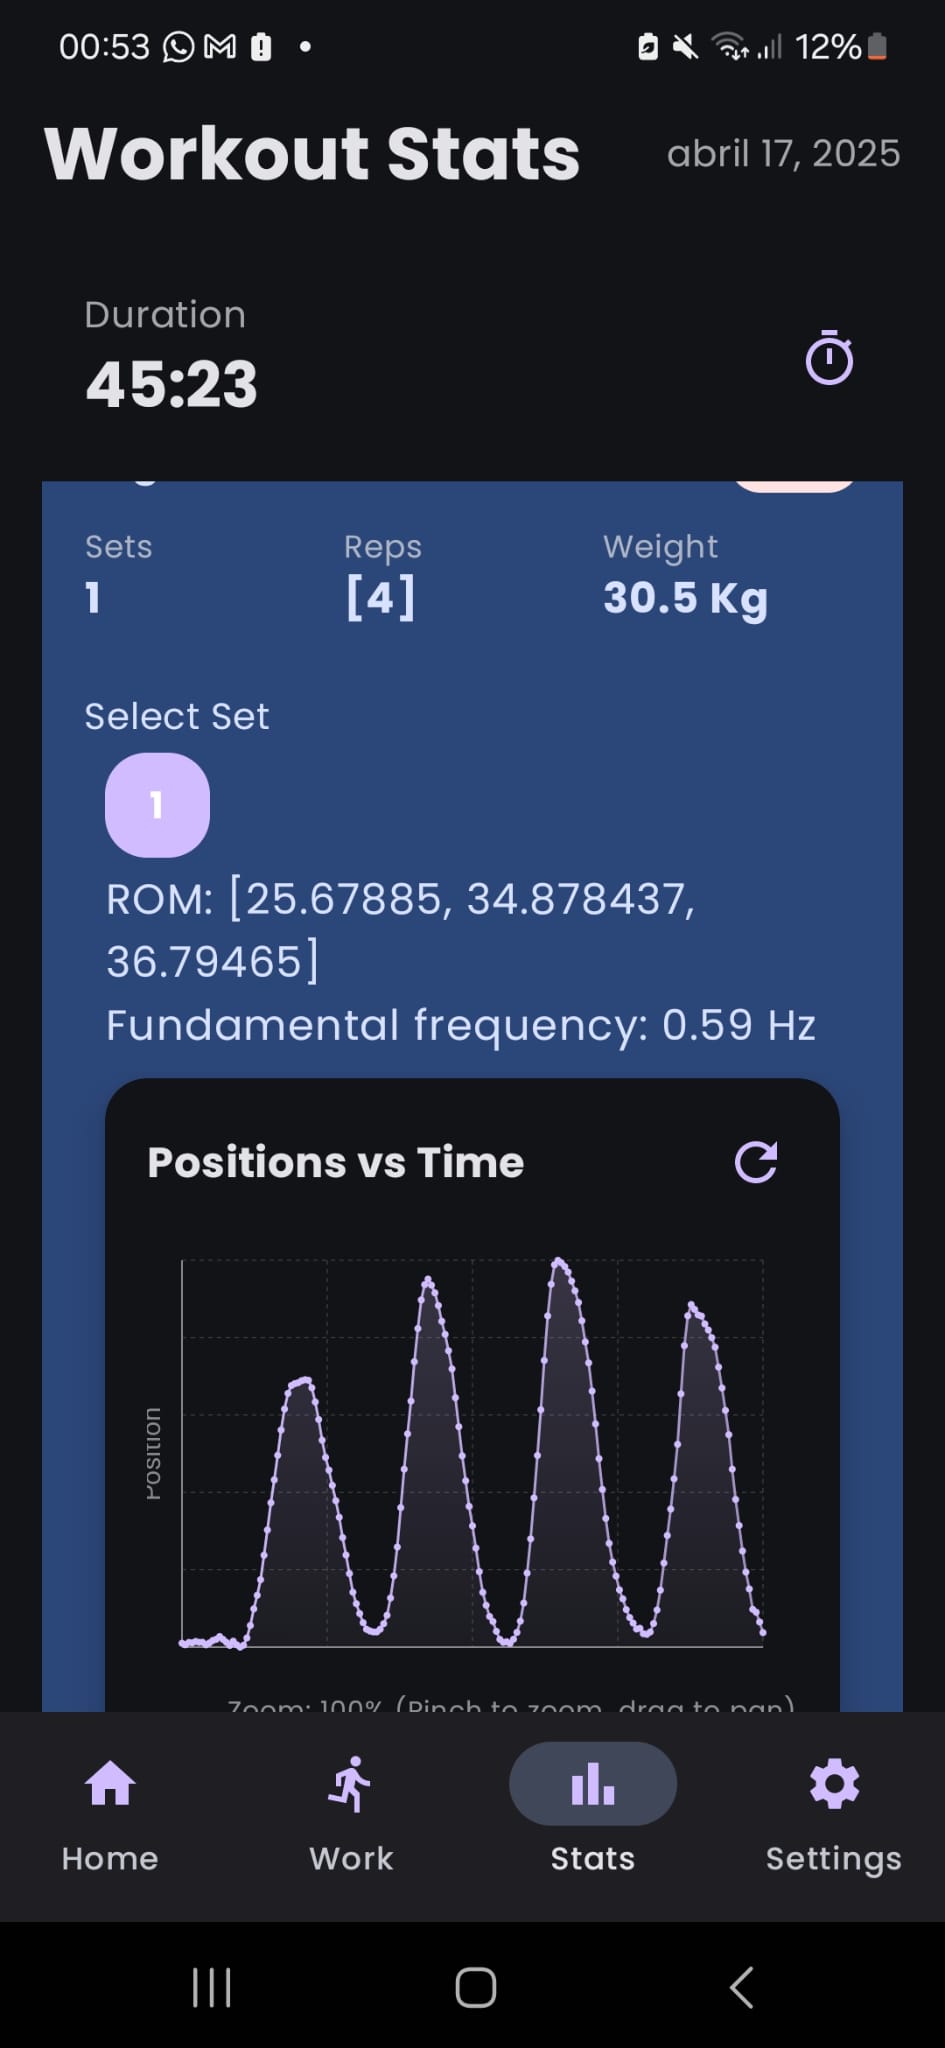 00:53
12%
Workout Stats
abril 17, 2025
Duration
45:23
Sets
Reps
Weight
1
[4]
30.5 Kg
Select Set
1
ROM: [25.67885, 34.878437,
36.79465]
Fundamental frequency: 0.59 Hz
Positions vs Time
Position
Zoom: 100% (Pinch to zoom, drag to pan)
Home
Work
Stats
Settings